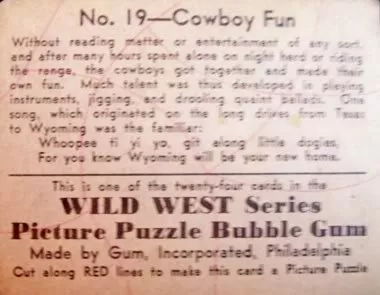 No. 19—Cowboy Fun
Without reading matter or entertainment of any sort,
and after many hours spent alone on night herd or riding
the range, the cowboys got together and made their
own fun. Much talent was thus developed in playing
instruments, jigging, and drooling quaint ballads. One
song, which originated on the long drives from Texas
to Wyoming was the familiar:
Whoopee ti yi yo, git along little dogies,
For you know Wyoming will be your new home.
This is one of the twenty-four cards in the
WILD WEST Series
Picture Puzzle Bubble Gum
Made by Gum, Incorporated, Philadelphia
Cut along RED lines to make this card a Picture Puzzle